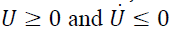 U ≥ 0 and U̇ ≤ 0